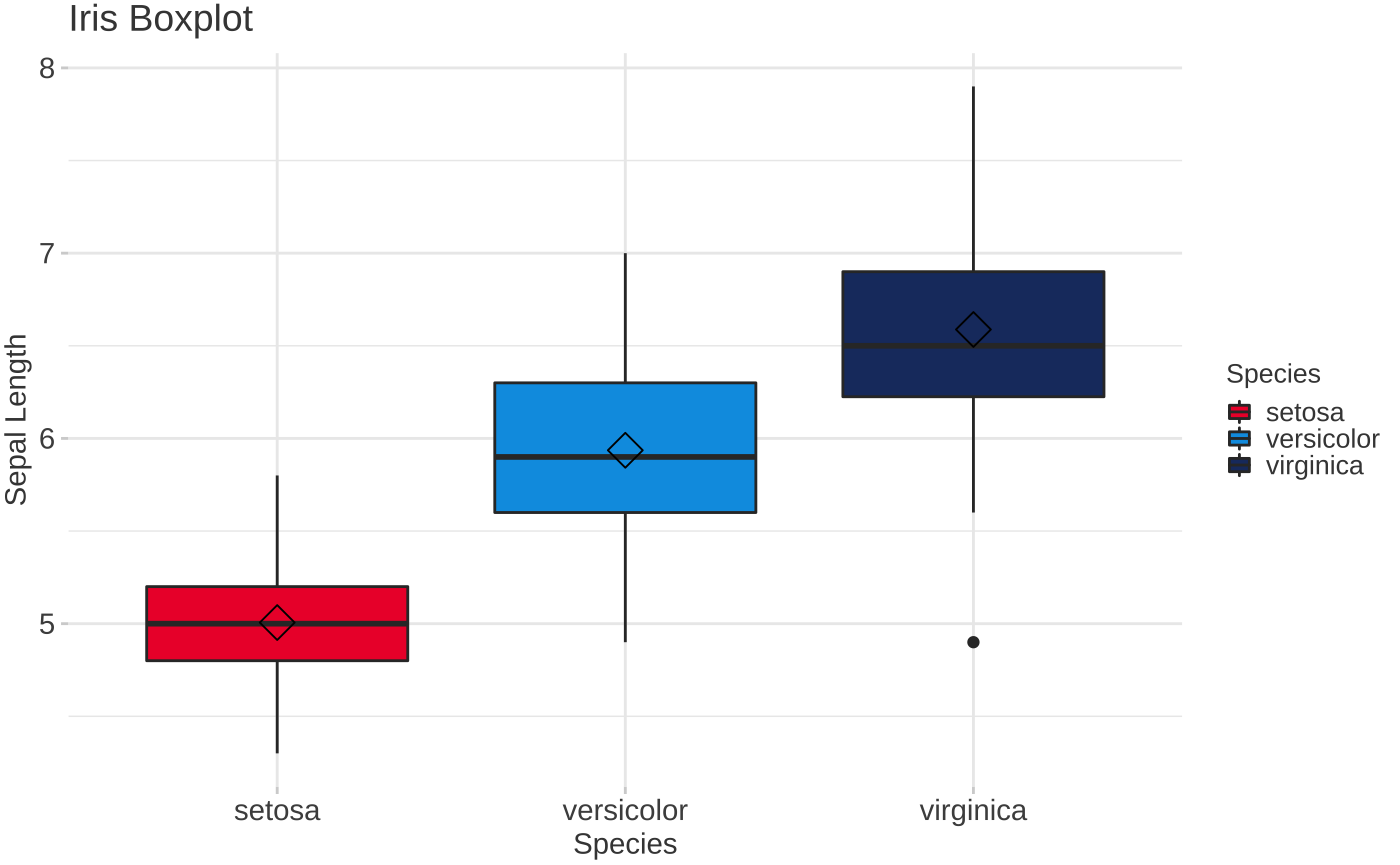 Iris Boxplot
8
7
6
5
Sepal Length
setosa
versicolor
virginica
Species
Species
setosa
versicolor
virginica